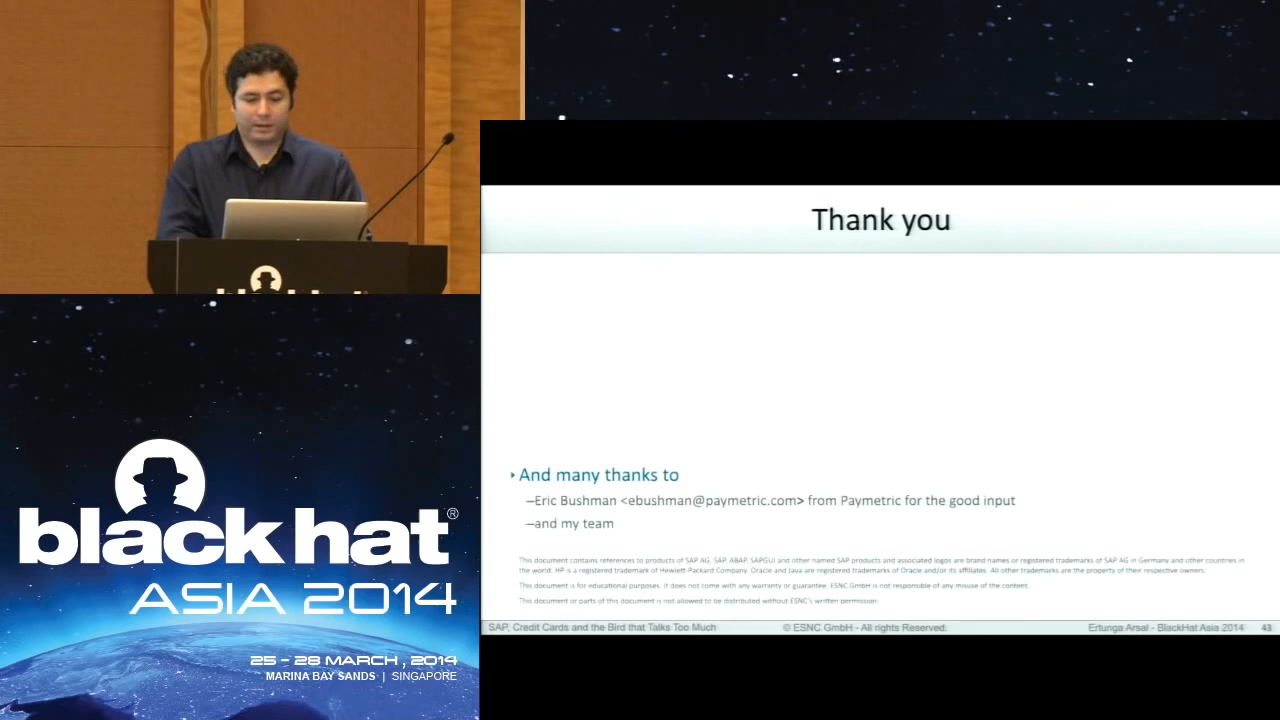 black hat
black hat®
ASIA 2014
25 - 28 MARCH, 2014
MARINA BAY SANDS | SINGAPORE
Thank you
And many thanks to
–Eric Bushman <ebushman@paymetric.com> from Paymetric for the good input
–and my team
This document contains references to products of SAP AG. SAP, ABAP, SAPGUI and other named SAP products and associated logos are brand names or registered trademarks of SAP AG in Germany and other countries in
the world. HP is a registered trademark of Hewlett-Packard Company. Oracle and Java are registered trademarks of Oracle and/or its affiliates. All other trademarks are the property of their respective owners.
This document is for educational purposes. It does not come with any warranty or guarantee. ESNC GmbH is not responsible of any misuse of the content.
This document or parts of this document is not allowed to be distributed without ESNC's written permission.
SAP, Credit Cards and the Bird that Talks Too Much
© ESNC GmbH - All rights Reserved.
Ertunga Arsal - BlackHat Asia 2014
43